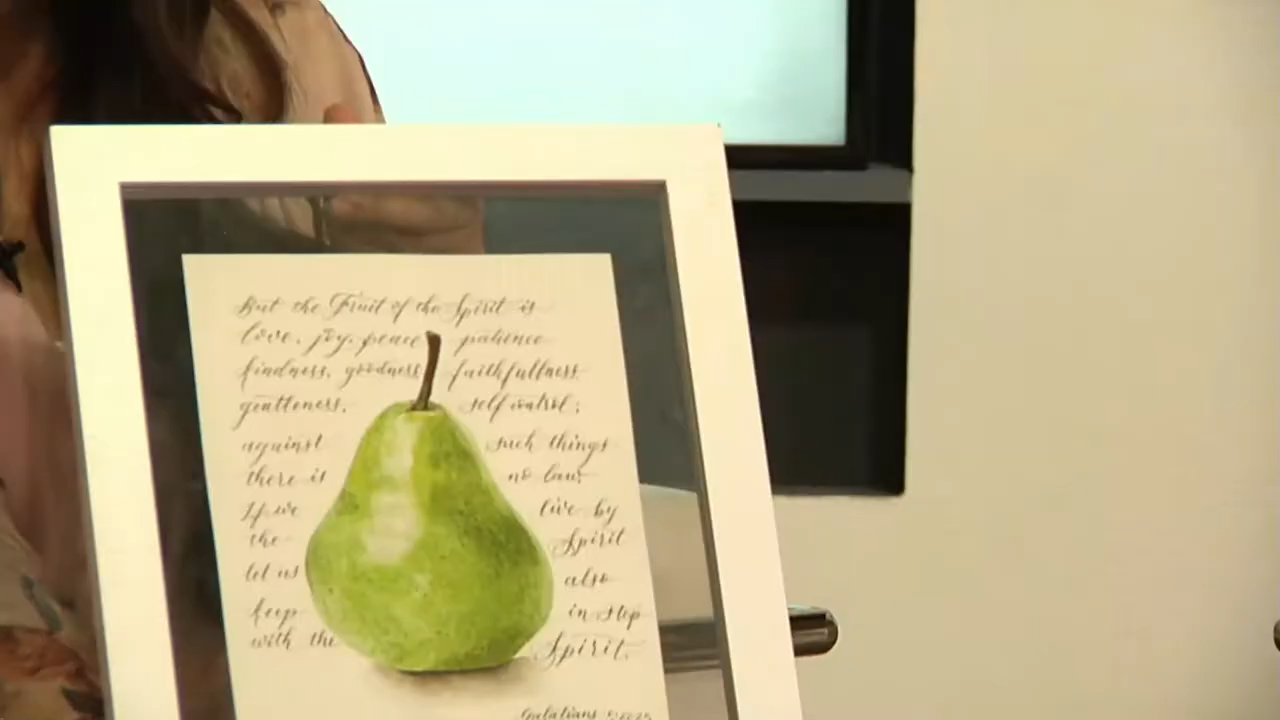 But the Fruit of the Spirit is
love, joy, peace patience
kindness, goodness, faithfullness,
gentleness, self control;
against such things
there is no law.
If we live by
the Spirit
let us also
keep in step
with the Spirit.
Galatians